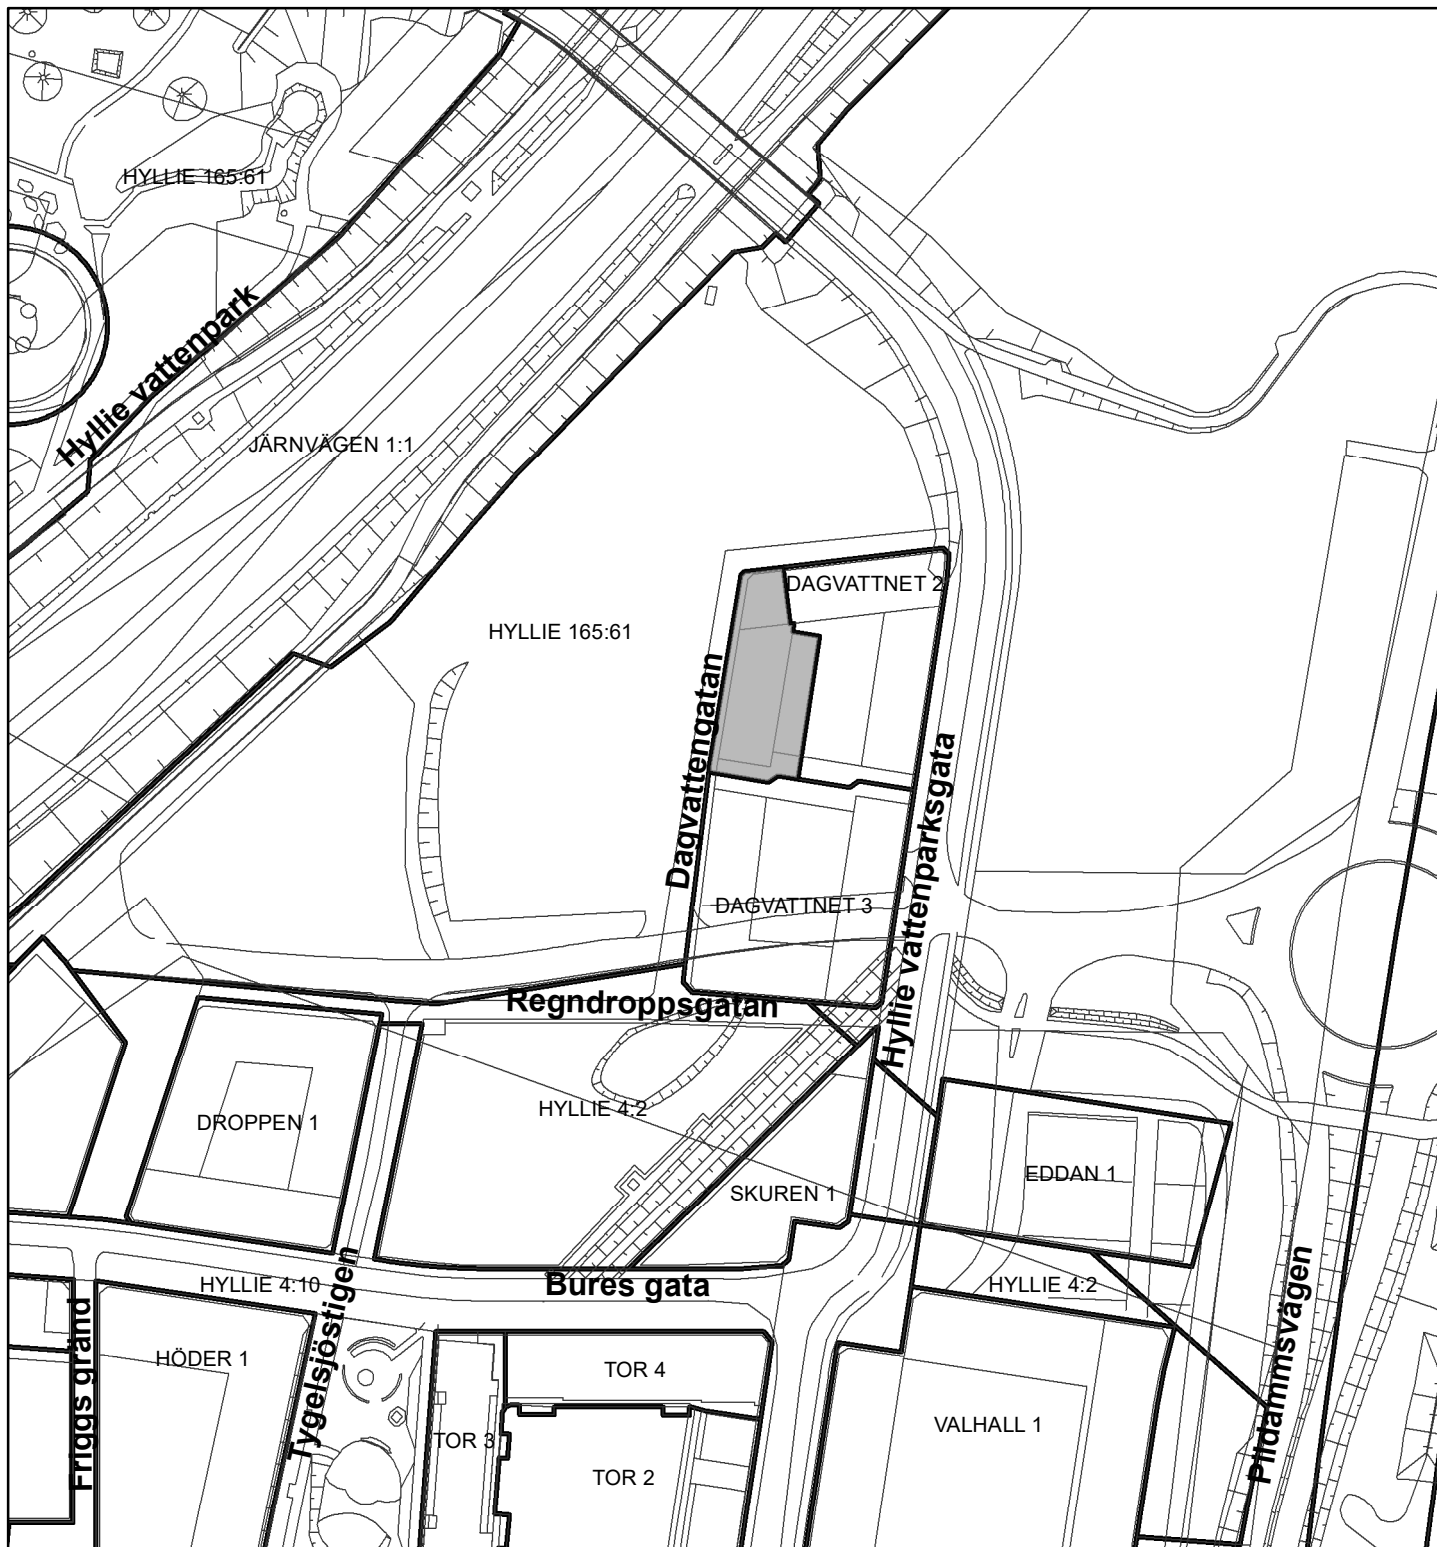 HYLLIE 165:61
Hyllie vattenpark
JÄRNVÄGEN 1:1
DAGVATTNET 2
HYLLIE 165:61
Dagvattengatan
Hyllie vattenparksgata
DAGVATTNET 3
Regndroppsgatan
HYLLIE 4:2
DROPPEN 1
SKUREN 1
EDDAN 1
HYLLIE 4:10
Bures gata
HYLLIE 4:2
Friggs gränd
Tygelsjöstigen
Pildammsvägen
HÖDER 1
TOR 4
VALHALL 1
TOR 3
TOR 2